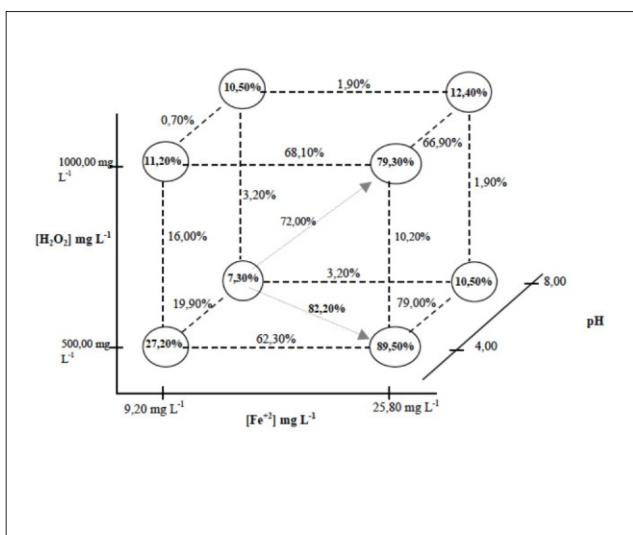 10,50%
1,90%
12,40%
0,70%
66,90%
1000,00 mg
L⁻¹
11,20%
68,10%
79,30%
3,20%
1,90%
72,00%
[H₂O₂] mg L⁻¹
16,00%
10,20%
7,30%
3,20%
10,50%
8,00
19,90%
82,20%
79,00%
pH
500,00 mg
L⁻¹
27,20%
62,30%
89,50%
4,00
9,20 mg L⁻¹
[Fe⁺²] mg L⁻¹
25,80 mg L⁻¹